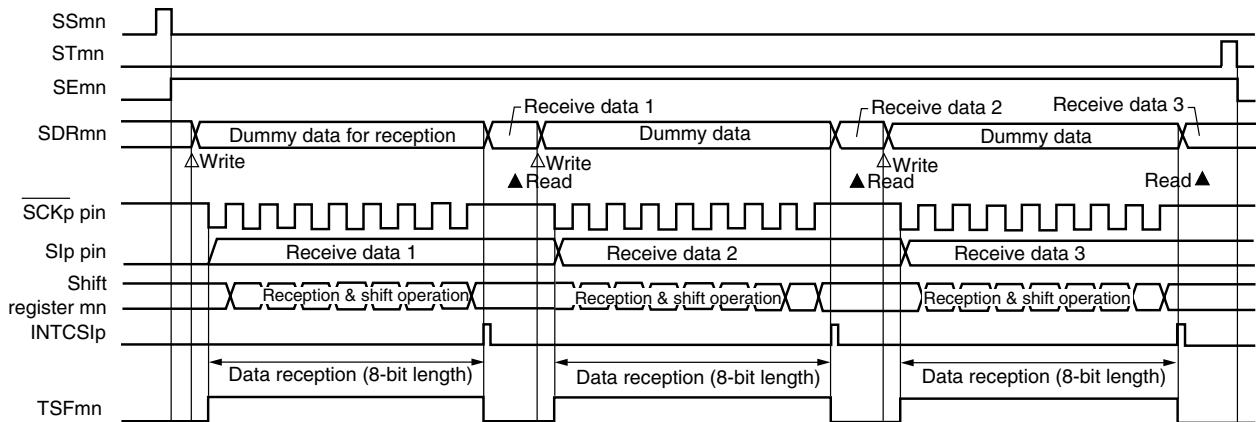 SSmn
STmn
SEmn
Receive data 1
Receive data 2
Receive data 3
SDRmn
Dummy data for reception
Dummy data
Dummy data
△Write
△Write
△Write
▲Read
▲Read
Read▲
SCKp pin
SIp pin
Receive data 1
Receive data 2
Receive data 3
Shift
register mn
Reception & shift operation
Reception & shift operation
Reception & shift operation
INTCSIp
Data reception (8-bit length)
Data reception (8-bit length)
Data reception (8-bit length)
TSFmn